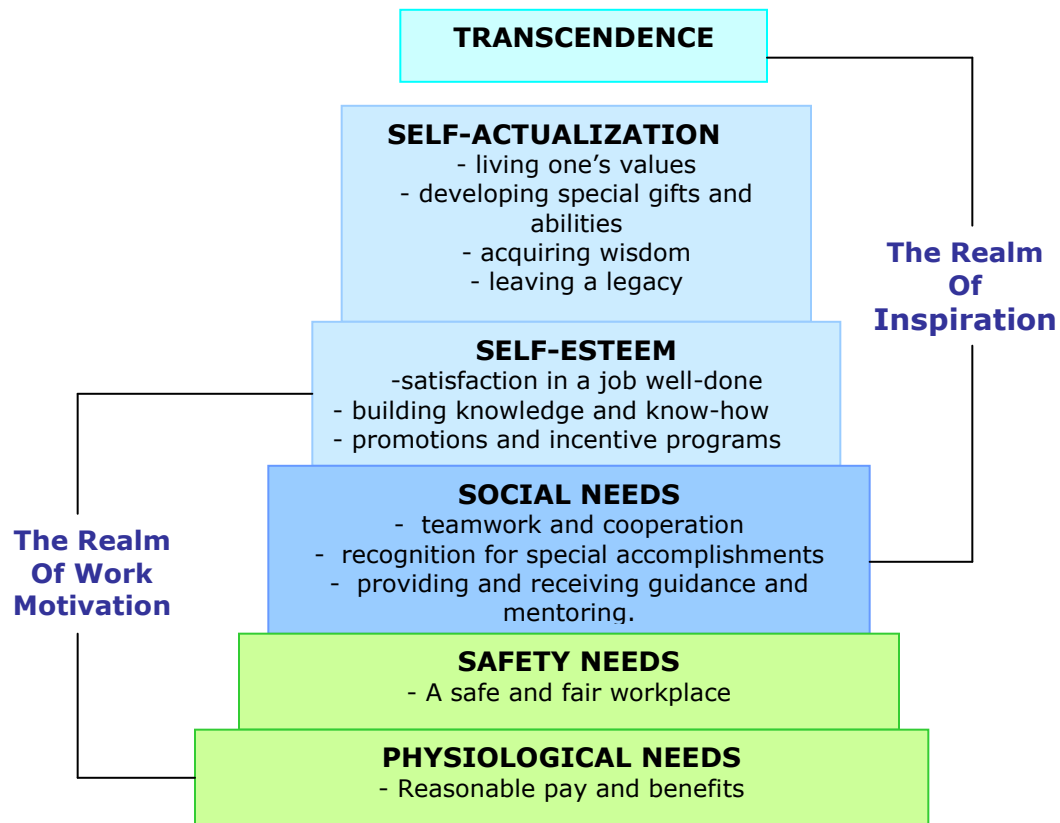 TRANSCENDENCE
SELF-ACTUALIZATION
- living one’s values
- developing special gifts and
abilities
- acquiring wisdom
- leaving a legacy
The Realm
Of
Inspiration
SELF-ESTEEM
-satisfaction in a job well-done
- building knowledge and know-how
- promotions and incentive programs
SOCIAL NEEDS
- teamwork and cooperation
- recognition for special accomplishments
- providing and receiving guidance and
mentoring.
The Realm
Of Work
Motivation
SAFETY NEEDS
- A safe and fair workplace
PHYSIOLOGICAL NEEDS
- Reasonable pay and benefits